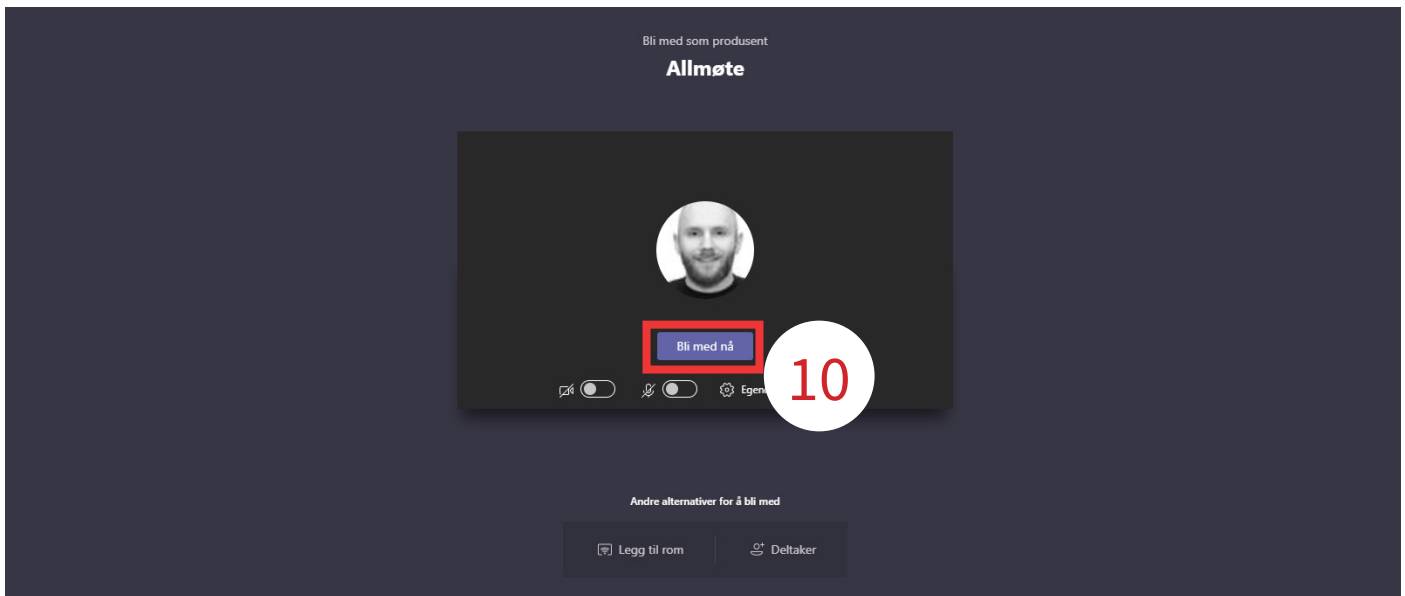 Bli med som produsent
Allmøte
Bli med nå
10
Legg til rom
Andre alternativer for å bli med
Deltaker